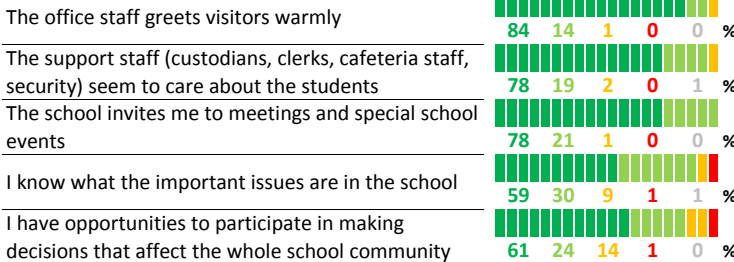 The office staff greets visitors warmly
84 14 1 0 0 %
The support staff (custodians, clerks, cafeteria staff,
security) seem to care about the students
78 19 2 0 1 %
The school invites me to meetings and special school
events
78 21 1 0 0 %
I know what the important issues are in the school
59 30 9 1 1 %
I have opportunities to participate in making
decisions that affect the whole school community
61 24 14 1 0 %